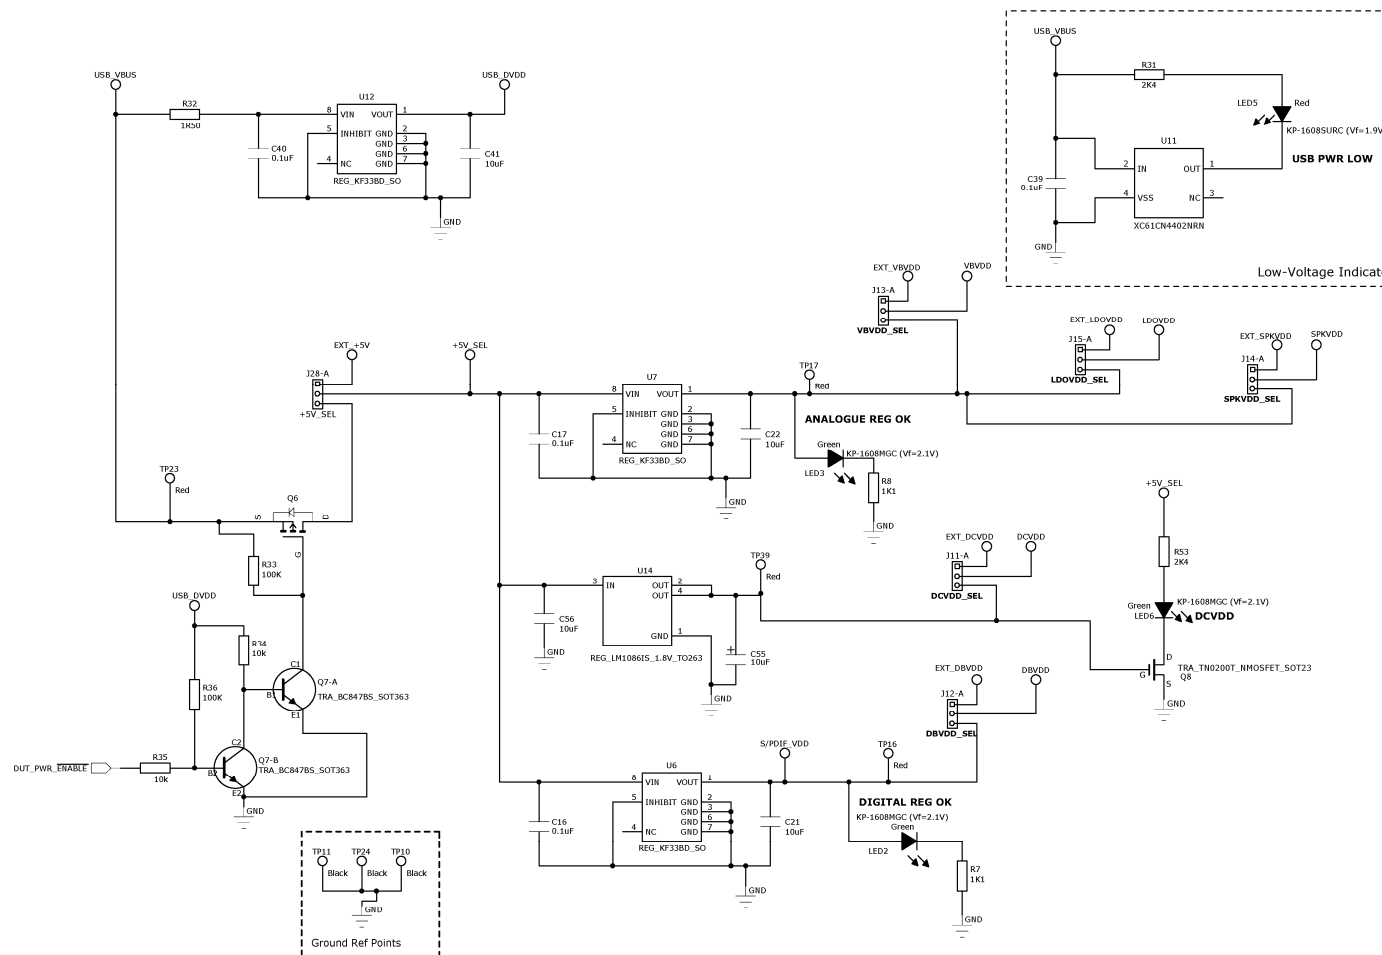 USB_VBUS
R31
2K4
LED5
Red
KP-1608SURC (Vf=1.9V
USB PWR LOW
U11
2
IN
OUT
1
4
VSS
NC
3
XC61CN4402NRN
C39
0.1uF
GND
Low-Voltage Indicat
USB_VBUS
R32
1R50
U12
8
VIN
VOUT
1
5
INHIBIT
GND
2
GND
3
GND
6
4
NC
GND
7
REG_KF33BD_SO
C40
0.1uF
C41
10uF
USB_DVDD
GND
EXT_VBVDD
VBVDD
J13-A
VBVDD_SEL
EXT_LDOVDD
LDOVDD
J15-A
LDOVDD_SEL
EXT_SPKVDD
SPKVDD
J14-A
SPKVDD_SEL
EXT_+5V
J28-A
+5V_SEL
+5V_SEL
U7
8
VIN
VOUT
1
5
INHIBIT
GND
2
GND
3
GND
6
4
NC
GND
7
REG_KF33BD_SO
C17
0.1uF
C22
10uF
GND
TP17
Red
ANALOGUE REG OK
Green
KP-1608MGC (Vf=2.1V)
LED3
R8
1K1
GND
TP23
Red
Q6
S
D
G
R33
100K
USB_DVDD
R34
10k
R36
100K
C1
Q7-A
TRA_BC847BS_SOT363
B1
E1
C2
Q7-B
TRA_BC847BS_SOT363
B2
E2
DUT_PWR_ENABLE
R35
10k
GND
U14
3
IN
OUT
2
OUT
4
GND
1
REG_LM1086IS_1.8V_TO263
C56
10uF
GND
+
C55
10uF
GND
TP39
Red
EXT_DCVDD
DCVDD
J11-A
DCVDD_SEL
EXT_DBVDD
DBVDD
J12-A
DBVDD_SEL
+5V_SEL
R53
2K4
KP-1608MGC (Vf=2.1V)
Green
LED6
DCVDD
D
G
S
TRA_TN0200T_NMOSFET_SOT23
Q8
GND
S/PDIF_VDD
TP16
Red
U6
8
VIN
VOUT
1
5
INHIBIT
GND
2
GND
3
GND
6
4
NC
GND
7
REG_KF33BD_SO
C16
0.1uF
C21
10uF
GND
DIGITAL REG OK
KP-1608MGC (Vf=2.1V)
Green
LED2
R7
1K1
GND
TP11
TP24
TP10
Black
Black
Black
GND
Ground Ref Points